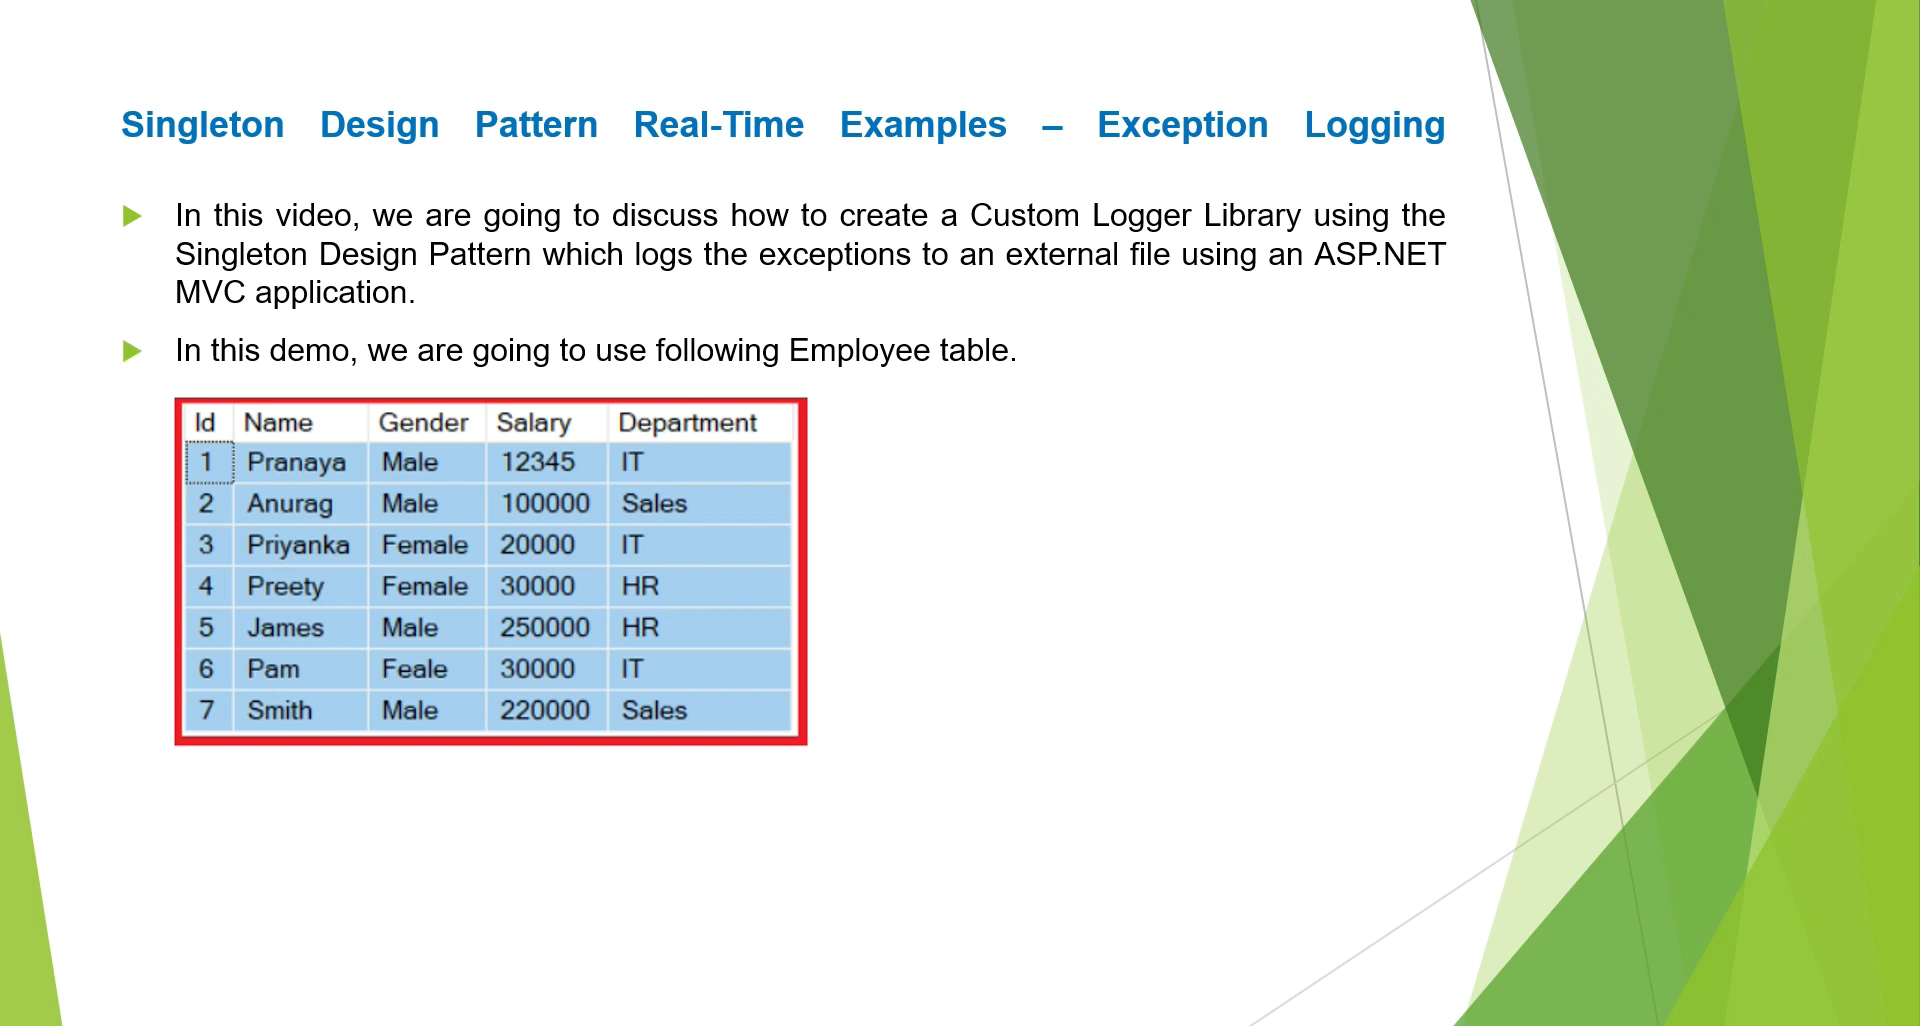 Singleton Design Pattern Real-Time Examples – Exception Logging
In this video, we are going to discuss how to create a Custom Logger Library using the
Singleton Design Pattern which logs the exceptions to an external file using an ASP.NET
MVC application.
In this demo, we are going to use following Employee table.
Id Name Gender Salary Department
1 Pranaya Male 12345 IT
2 Anurag Male 100000 Sales
3 Priyanka Female 20000 IT
4 Preety Female 30000 HR
5 James Male 250000 HR
6 Pam Feale 30000 IT
7 Smith Male 220000 Sales